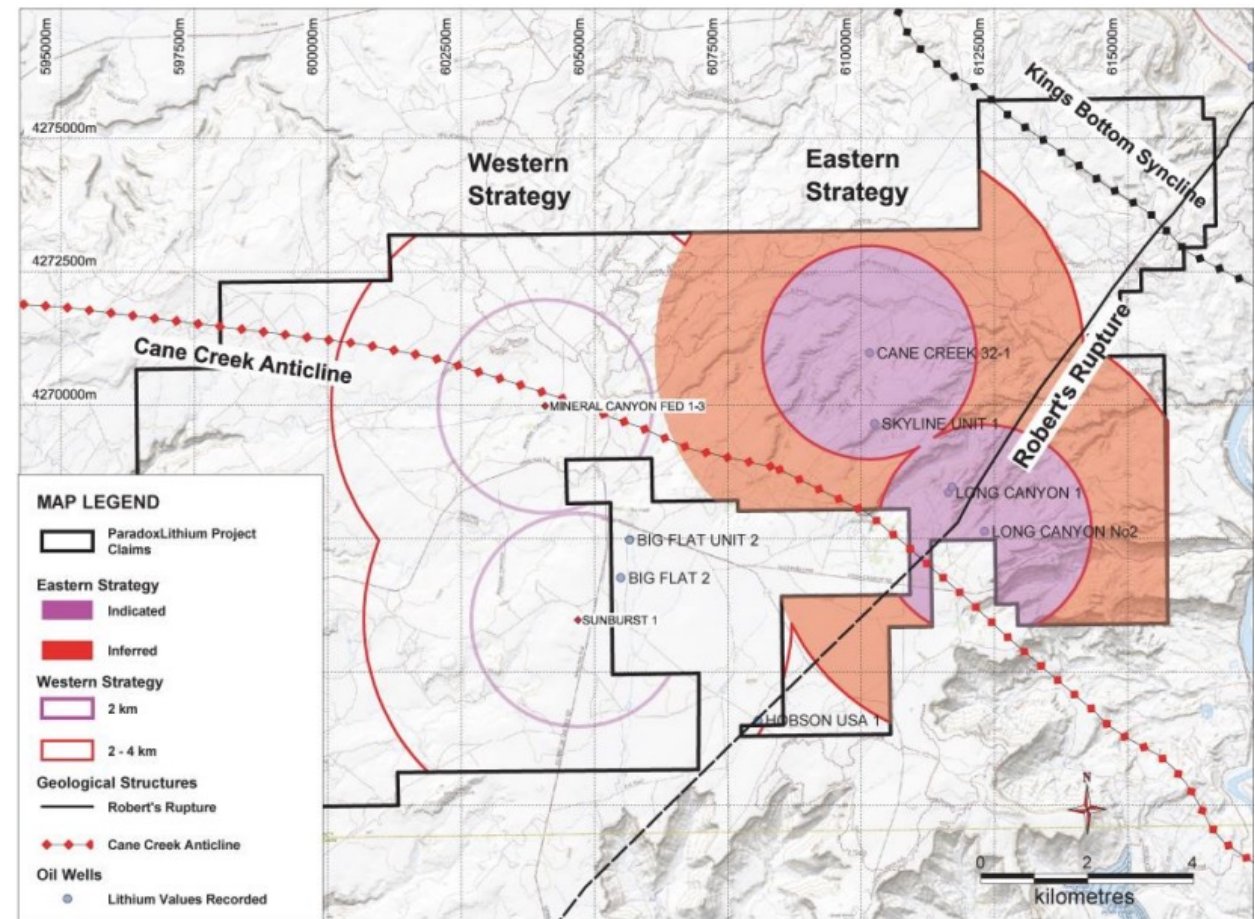 595000m
597500m
600000m
602500m
605000m
607500m
610000m
612500m
615000m
4275000m
4272500m
4270000m
Western
Strategy
Eastern
Strategy
Kings Bottom Syncline
Cane Creek Anticline
Robert's Rupture
CANE CREEK 32-1
MINERAL CANYON FED 1-3
SKYLINE UNIT 1
LONG CANYON 1
LONG CANYON No2
BIG FLAT UNIT 2
BIG FLAT 2
SUNBURST 1
HOBSON USA 1
MAP LEGEND
ParadoxLithium Project
Claims
Eastern Strategy
Indicated
Inferred
Western Strategy
2 km
2 - 4 km
Geological Structures
Robert's Rupture
Cane Creek Anticline
Oil Wells
Lithium Values Recorded
N
0 2 4
kilometres